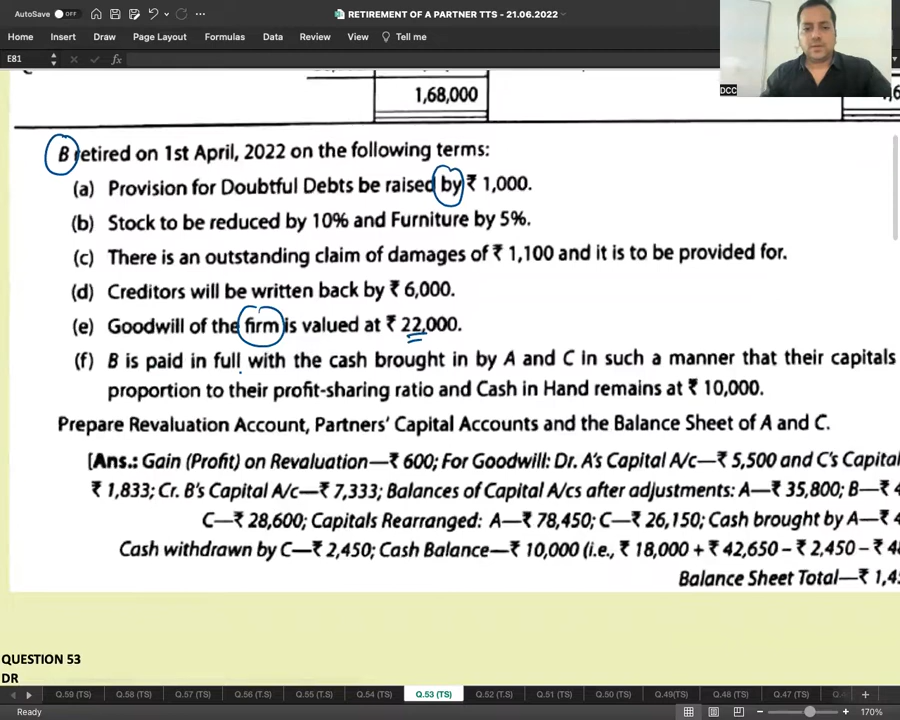 AutoSave OFF RETIREMENT OF A PARTNER TTS - 21.06.2022
Home Insert Draw Page Layout Formulas Data Review View Tell me
E81 fx
DCC
1,68,000
B retired on 1st April, 2022 on the following terms:
(a) Provision for Doubtful Debts be raised by ₹ 1,000.
(b) Stock to be reduced by 10% and Furniture by 5%.
(c) There is an outstanding claim of damages of ₹ 1,100 and it is to be provided for.
(d) Creditors will be written back by ₹ 6,000.
(e) Goodwill of the firm is valued at ₹ 22,000.
(f) B is paid in full with the cash brought in by A and C in such a manner that their capitals
proportion to their profit-sharing ratio and Cash in Hand remains at ₹ 10,000.
Prepare Revaluation Account, Partners' Capital Accounts and the Balance Sheet of A and C.
[Ans.: Gain (Profit) on Revaluation—₹ 600; For Goodwill: Dr. A's Capital A/c—₹ 5,500 and C's Capital
₹ 1,833; Cr. B's Capital A/c—₹ 7,333; Balances of Capital A/cs after adjustments: A—₹ 35,800; B—₹ 4
C—₹ 28,600; Capitals Rearranged: A—₹ 78,450; C—₹ 26,150; Cash brought by A—₹ 4
Cash withdrawn by C—₹ 2,450; Cash Balance—₹ 10,000 (i.e., ₹ 18,000 + ₹ 42,650 – ₹ 2,450 – ₹ 4
Balance Sheet Total—₹ 1,4
QUESTION 53
DR
Q.59 (TS) Q.58 (TS) Q.57 (TS) Q.56 (T.S) Q.55 (T.S) Q.54 (TS) Q.53 (TS) Q.52 (T.S) Q.51 (TS) Q.50 (TS) Q.49(TS) Q.48 (TS) Q.47 (TS)
Ready 170%